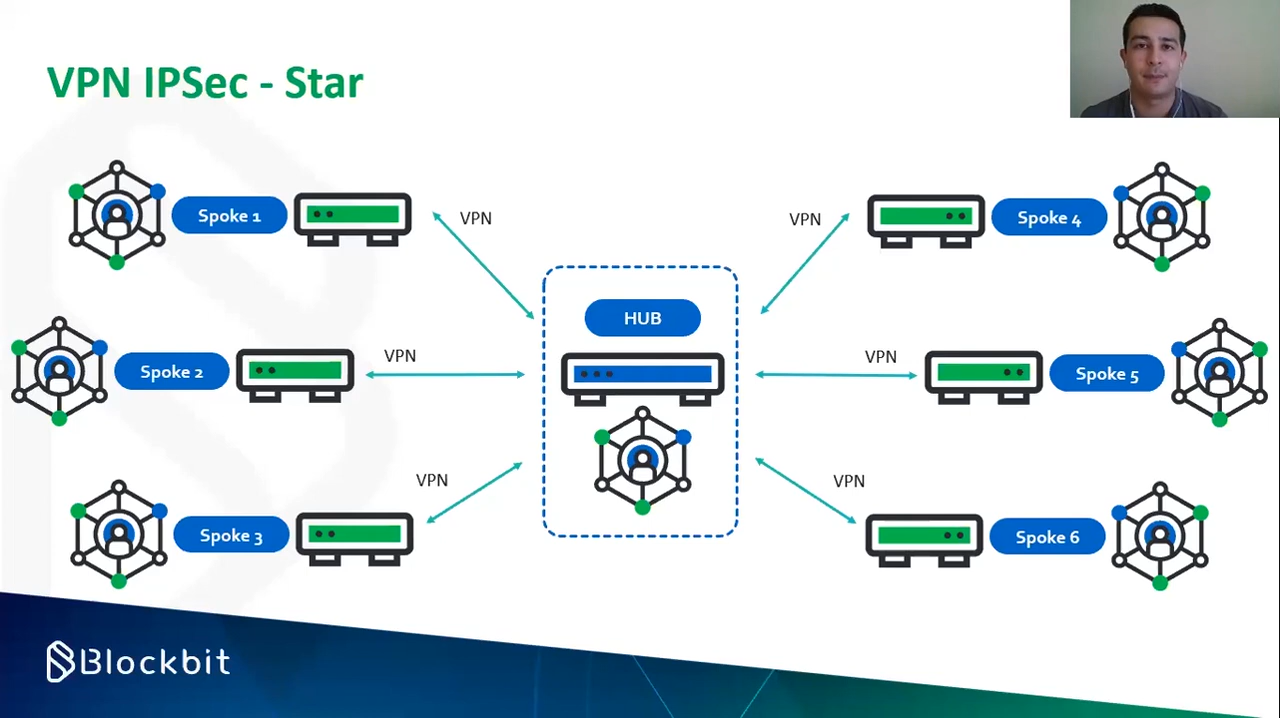 VPN IPSec - Star
Spoke 1
VPN
VPN
Spoke 4
HUB
Spoke 2
VPN
VPN
Spoke 5
Spoke 3
VPN
VPN
Spoke 6
Blockbit